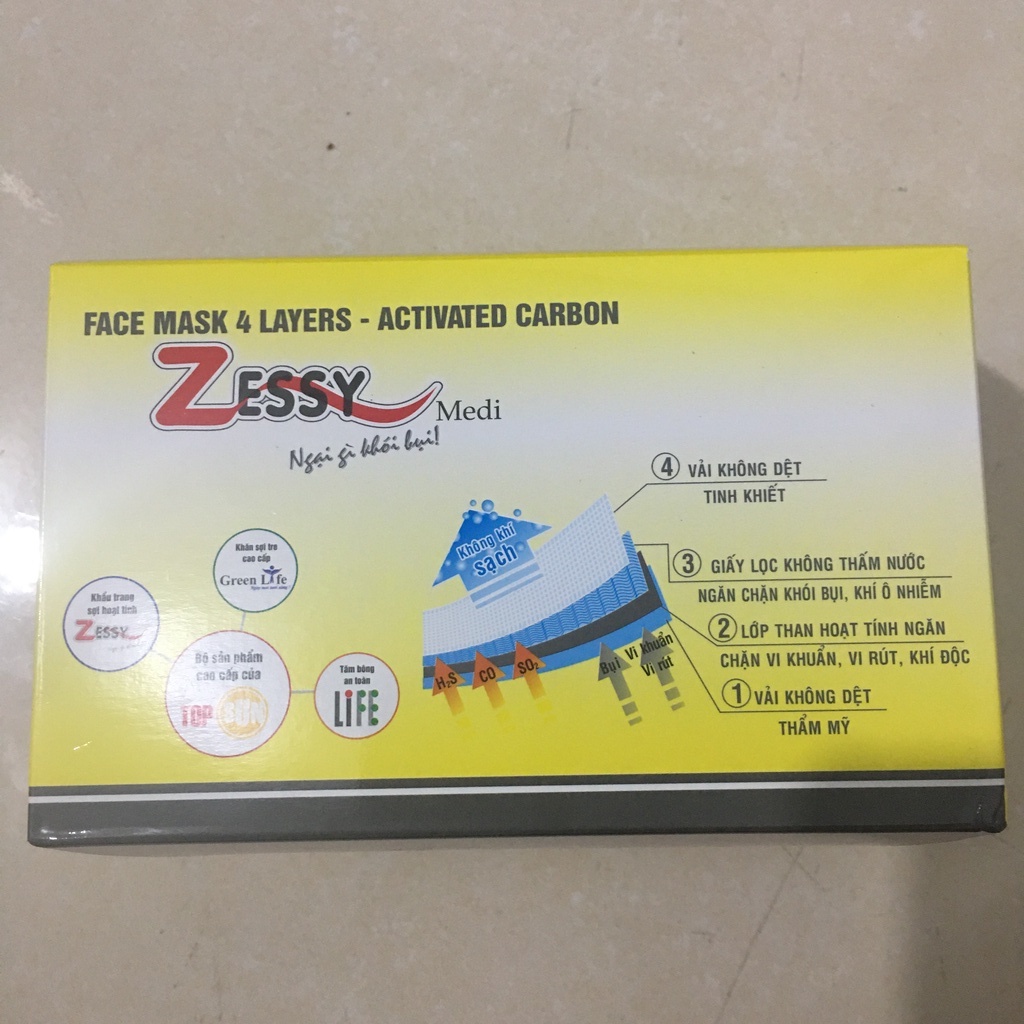 FACE MASK 4 LAYERS - ACTIVATED CARBON
ZESSY Medi
Ngại gì khói bụi!
4 VẢI KHÔNG DỆT
TINH KHIẾT
Không khí
sạch
3 GIẤY LỌC KHÔNG THẤM NƯỚC
NGĂN CHẶN KHÓI BỤI, KHÍ Ô NHIỄM
2 LỚP THAN HOẠT TÍNH NGĂN
CHẶN VI KHUẨN, VI RÚT, KHÍ ĐỘC
1 VẢI KHÔNG DỆT
THẨM MỸ
H₂S
CO
SO₂
Bụi
Vi khuẩn
Vi rút
Khăn sợi tre
cao cấp
Green Life
Khẩu trang
sợi hoạt tính
ZESSY
Bộ sản phẩm
cao cấp của
TOP SUN
Tăm bông
an toàn
LiFE